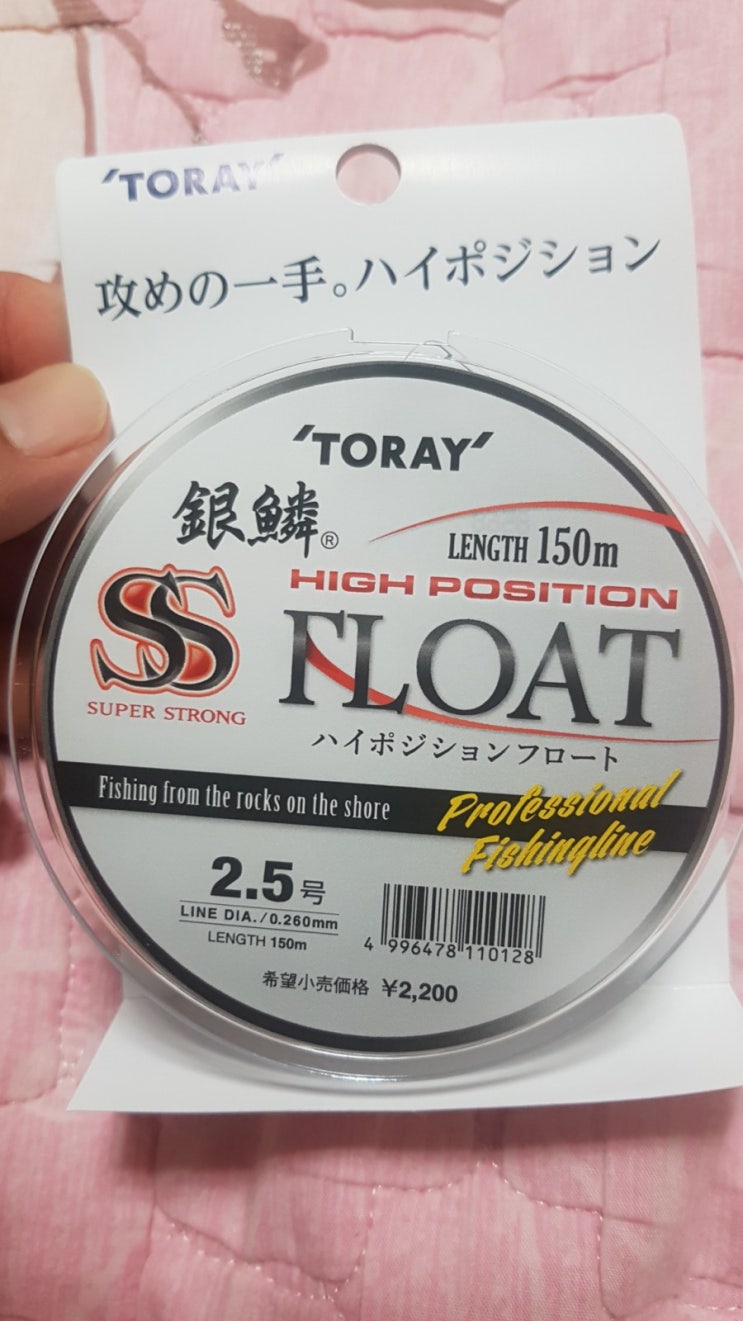 TORAY
攻めの一手。ハイポジション
TORAY
銀鱗®
LENGTH 150m
HIGH POSITION
SS
FLOAT
SUPER STRONG
ハイポジションフロート
Fishing from the rocks on the shore
Professional
Fishingline
2.5号
LINE DIA./0.260mm
LENGTH 150m
4 996478 110128
希望小売価格 ¥2,200